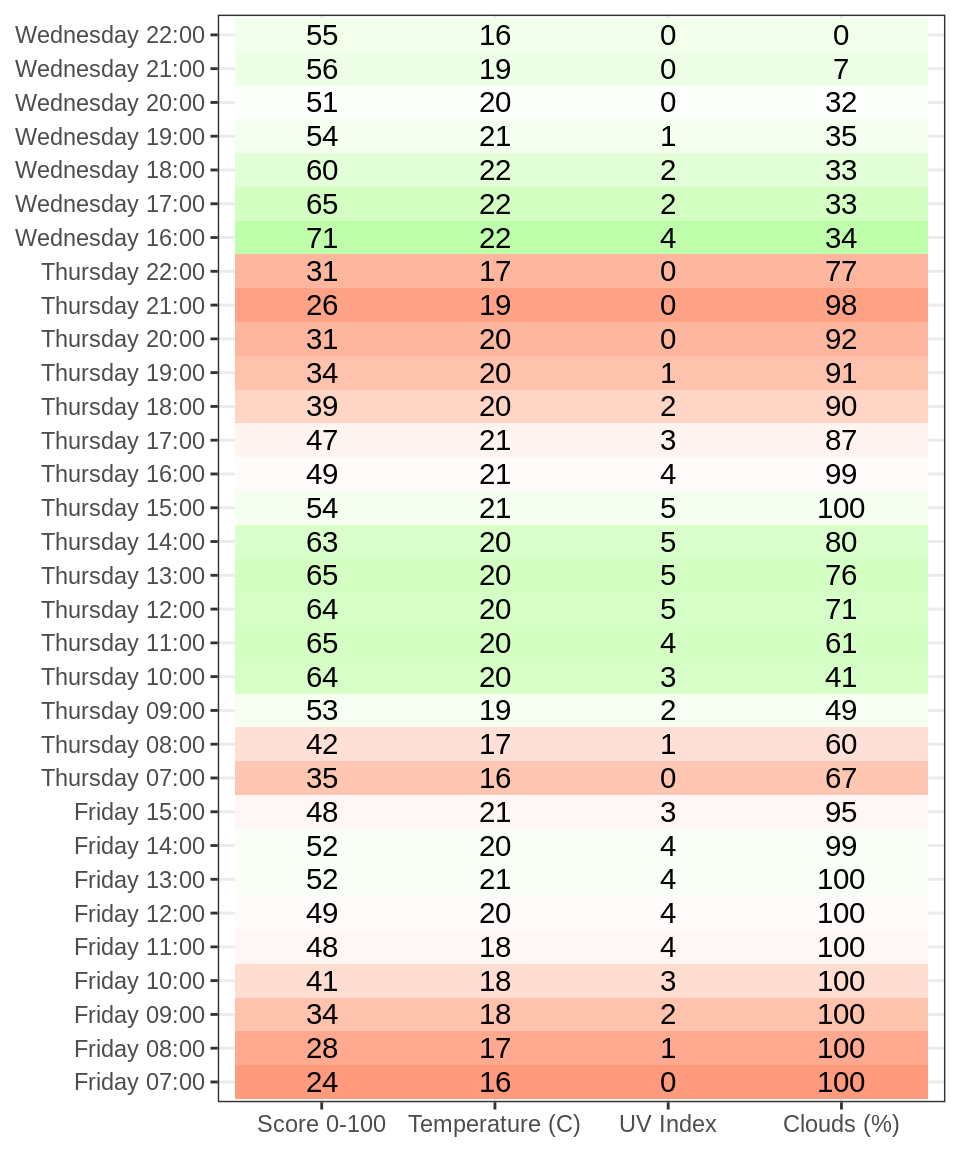 Wednesday 22:00 55 16 0 0
Wednesday 21:00 56 19 0 7
Wednesday 20:00 51 20 0 32
Wednesday 19:00 54 21 1 35
Wednesday 18:00 60 22 2 33
Wednesday 17:00 65 22 2 33
Wednesday 16:00 71 22 4 34
Thursday 22:00 31 17 0 77
Thursday 21:00 26 19 0 98
Thursday 20:00 31 20 0 92
Thursday 19:00 34 20 1 91
Thursday 18:00 39 20 2 90
Thursday 17:00 47 21 3 87
Thursday 16:00 49 21 4 99
Thursday 15:00 54 21 5 100
Thursday 14:00 63 20 5 80
Thursday 13:00 65 20 5 76
Thursday 12:00 64 20 5 71
Thursday 11:00 65 20 4 61
Thursday 10:00 64 20 3 41
Thursday 09:00 53 19 2 49
Thursday 08:00 42 17 1 60
Thursday 07:00 35 16 0 67
Friday 15:00 48 21 3 95
Friday 14:00 52 20 4 99
Friday 13:00 52 21 4 100
Friday 12:00 49 20 4 100
Friday 11:00 48 18 4 100
Friday 10:00 41 18 3 100
Friday 09:00 34 18 2 100
Friday 08:00 28 17 1 100
Friday 07:00 24 16 0 100
Score 0-100 Temperature (C) UV Index Clouds (%)